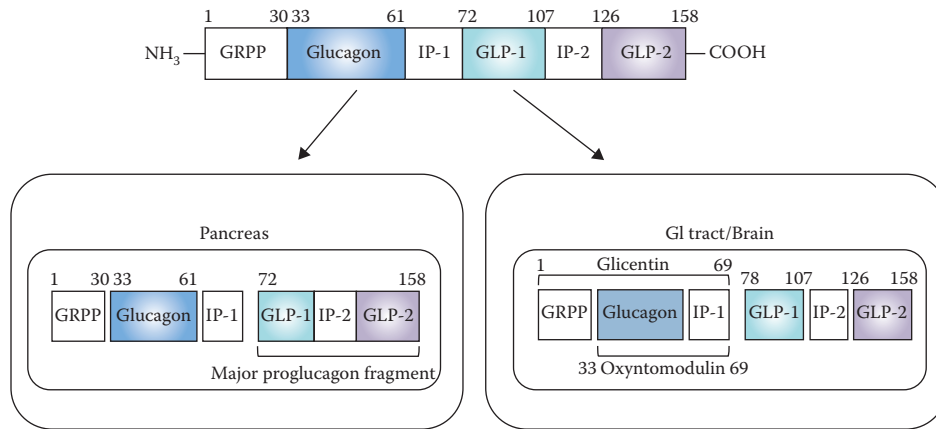 1 30 33 61 72 107 126 158
NH3 GRPP Glucagon IP-1 GLP-1 IP-2 GLP-2 COOH
Pancreas
1 30 33 61 72 158
GRPP Glucagon IP-1 GLP-1 IP-2 GLP-2
Major proglucagon fragment
GI tract/Brain
1 Glicentin 69 78 107 126 158
GRPP Glucagon IP-1 GLP-1 IP-2 GLP-2
33 Oxyntomodulin 69